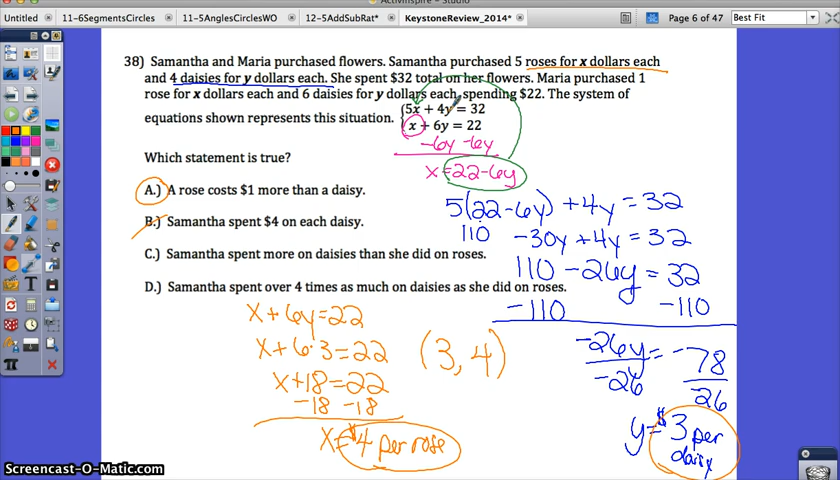 ActivInspire
Untitled
11-6SegmentsCircles
11-5AnglesCirclesWO
12-5AddSubRat*
KeystoneReview_2014*
Page 6 of 47
Best Fit
38) Samantha and Maria purchased flowers. Samantha purchased 5 roses for x dollars each
and 4 daisies for y dollars each. She spent $32 total on her flowers. Maria purchased 1
rose for x dollars each and 6 daisies for y dollars each, spending $22. The system of
equations shown represents this situation.
5x + 4y = 32
x + 6y = 22
-6y -6y
x = 22-6y
Which statement is true?
A.) A rose costs $1 more than a daisy.
B.) Samantha spent $4 on each daisy.
C.) Samantha spent more on daisies than she did on roses.
D.) Samantha spent over 4 times as much on daisies as she did on roses.
5(22-6y) + 4y = 32
110 -30y + 4y = 32
110 - 26y = 32
-110 -110
-26y = -78
-26 -26
y = $3 per
daisy
x + 6y = 22
x + 6·3 = 22
x + 18 = 22
-18 -18
x = $4 per rose
(3, 4)
Screencast-O-Matic.com